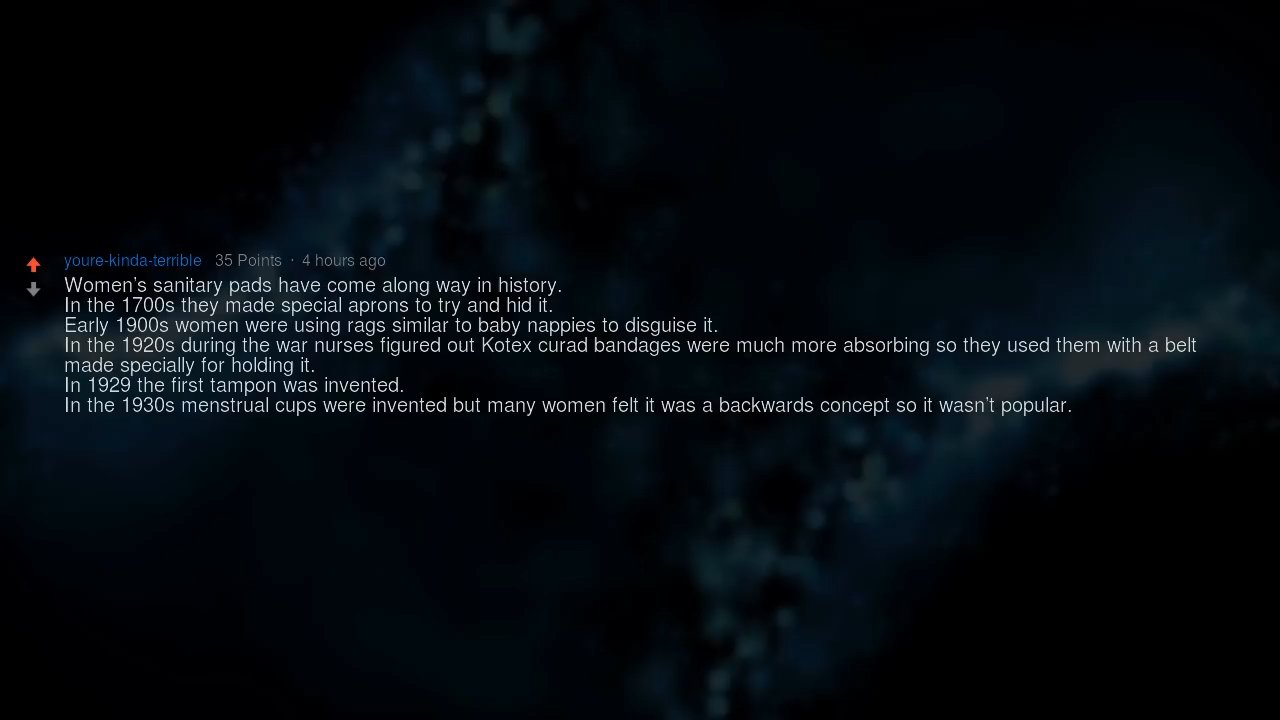 youre-kinda-terrible 35 Points · 4 hours ago
Women's sanitary pads have come along way in history.
In the 1700s they made special aprons to try and hid it.
Early 1900s women were using rags similar to baby nappies to disguise it.
In the 1920s during the war nurses figured out Kotex curad bandages were much more absorbing so they used them with a belt
made specially for holding it.
In 1929 the first tampon was invented.
In the 1930s menstrual cups were invented but many women felt it was a backwards concept so it wasn't popular.